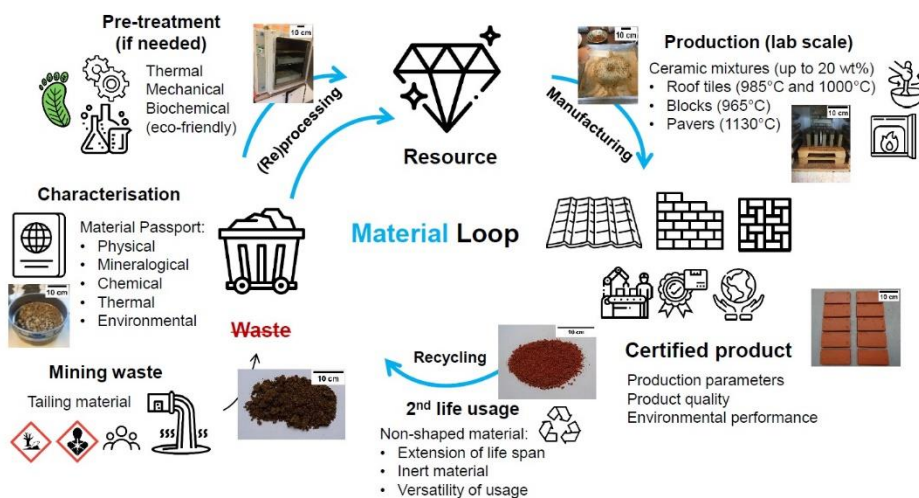 Pre-treatment
(if needed)
Thermal
Mechanical
Biochemical
(eco-friendly)
10 cm
(Re)processing
Resource
10 cm
Manufacturing
Production (lab scale)
Ceramic mixtures (up to 20 wt%)
• Roof tiles (985°C and 1000°C)
• Blocks (965°C)
• Pavers (1130°C)
10 cm
Characterisation
Material Passport:
• Physical
• Mineralogical
• Chemical
• Thermal
• Environmental
10 cm
Material Loop
Waste
Mining waste
Tailing material
10 cm
Recycling
10 cm
2nd life usage
Non-shaped material:
• Extension of life span
• Inert material
• Versatility of usage
Certified product
Production parameters
Product quality
Environmental performance
10 cm